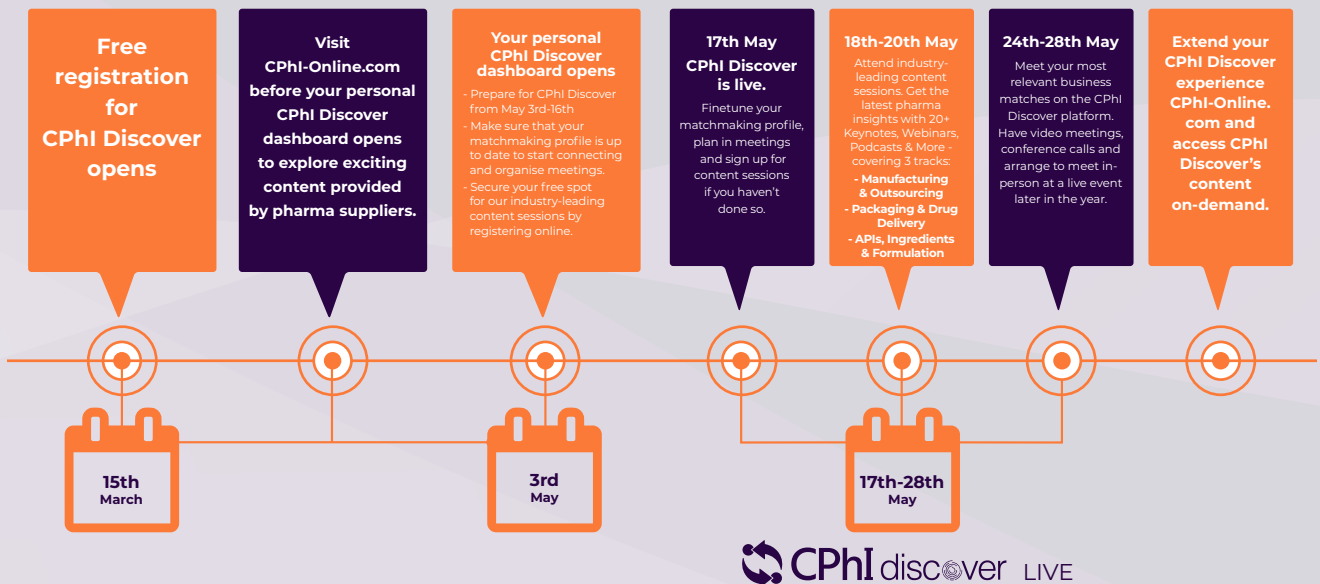 Free
registration
for
CPhI Discover
opens
Visit
CPhI-Online.com
before your personal
CPhI Discover
dashboard opens
to explore exciting
content provided
by pharma suppliers.
Your personal
CPhI Discover
dashboard opens
- Prepare for CPhI Discover
from May 3rd-16th
- Make sure that your
matchmaking profile is up
to date to start connecting
and organise meetings.
- Secure your free spot
for our industry-leading
content sessions by
registering online.
17th May
CPhI Discover
is live.
Finetune your
matchmaking profile,
plan in meetings
and sign up for
content sessions
if you haven't
done so.
18th-20th May
Attend industry-
leading content
sessions. Get the
latest pharma
insights with 20+
Keynotes, Webinars,
Podcasts & More -
covering 3 tracks:
- Manufacturing
& Outsourcing
- Packaging & Drug
Delivery
- APIs, Ingredients
& Formulation
24th-28th May
Meet your most
relevant business
matches on the CPhI
Discover platform.
Have video meetings,
conference calls and
arrange to meet in-
person at a live event
later in the year.
Extend your
CPhI Discover
experience
CPhI-Online.
com and
access CPhI
Discover's
content
on-demand.
15th
March
3rd
May
17th-28th
May
CPhI discover LIVE